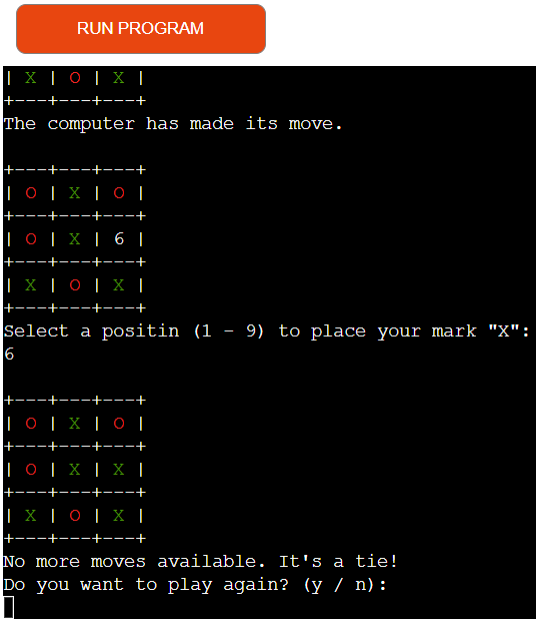 RUN PROGRAM
| X | O | X |
+---+---+---+
The computer has made its move.
+---+---+---+
| O | X | O |
+---+---+---+
| O | X | 6 |
+---+---+---+
| X | O | X |
+---+---+---+
Select a positin (1 - 9) to place your mark "X":
6
+---+---+---+
| O | X | O |
+---+---+---+
| O | X | X |
+---+---+---+
| X | O | X |
+---+---+---+
No more moves available. It's a tie!
Do you want to play again? (y / n):